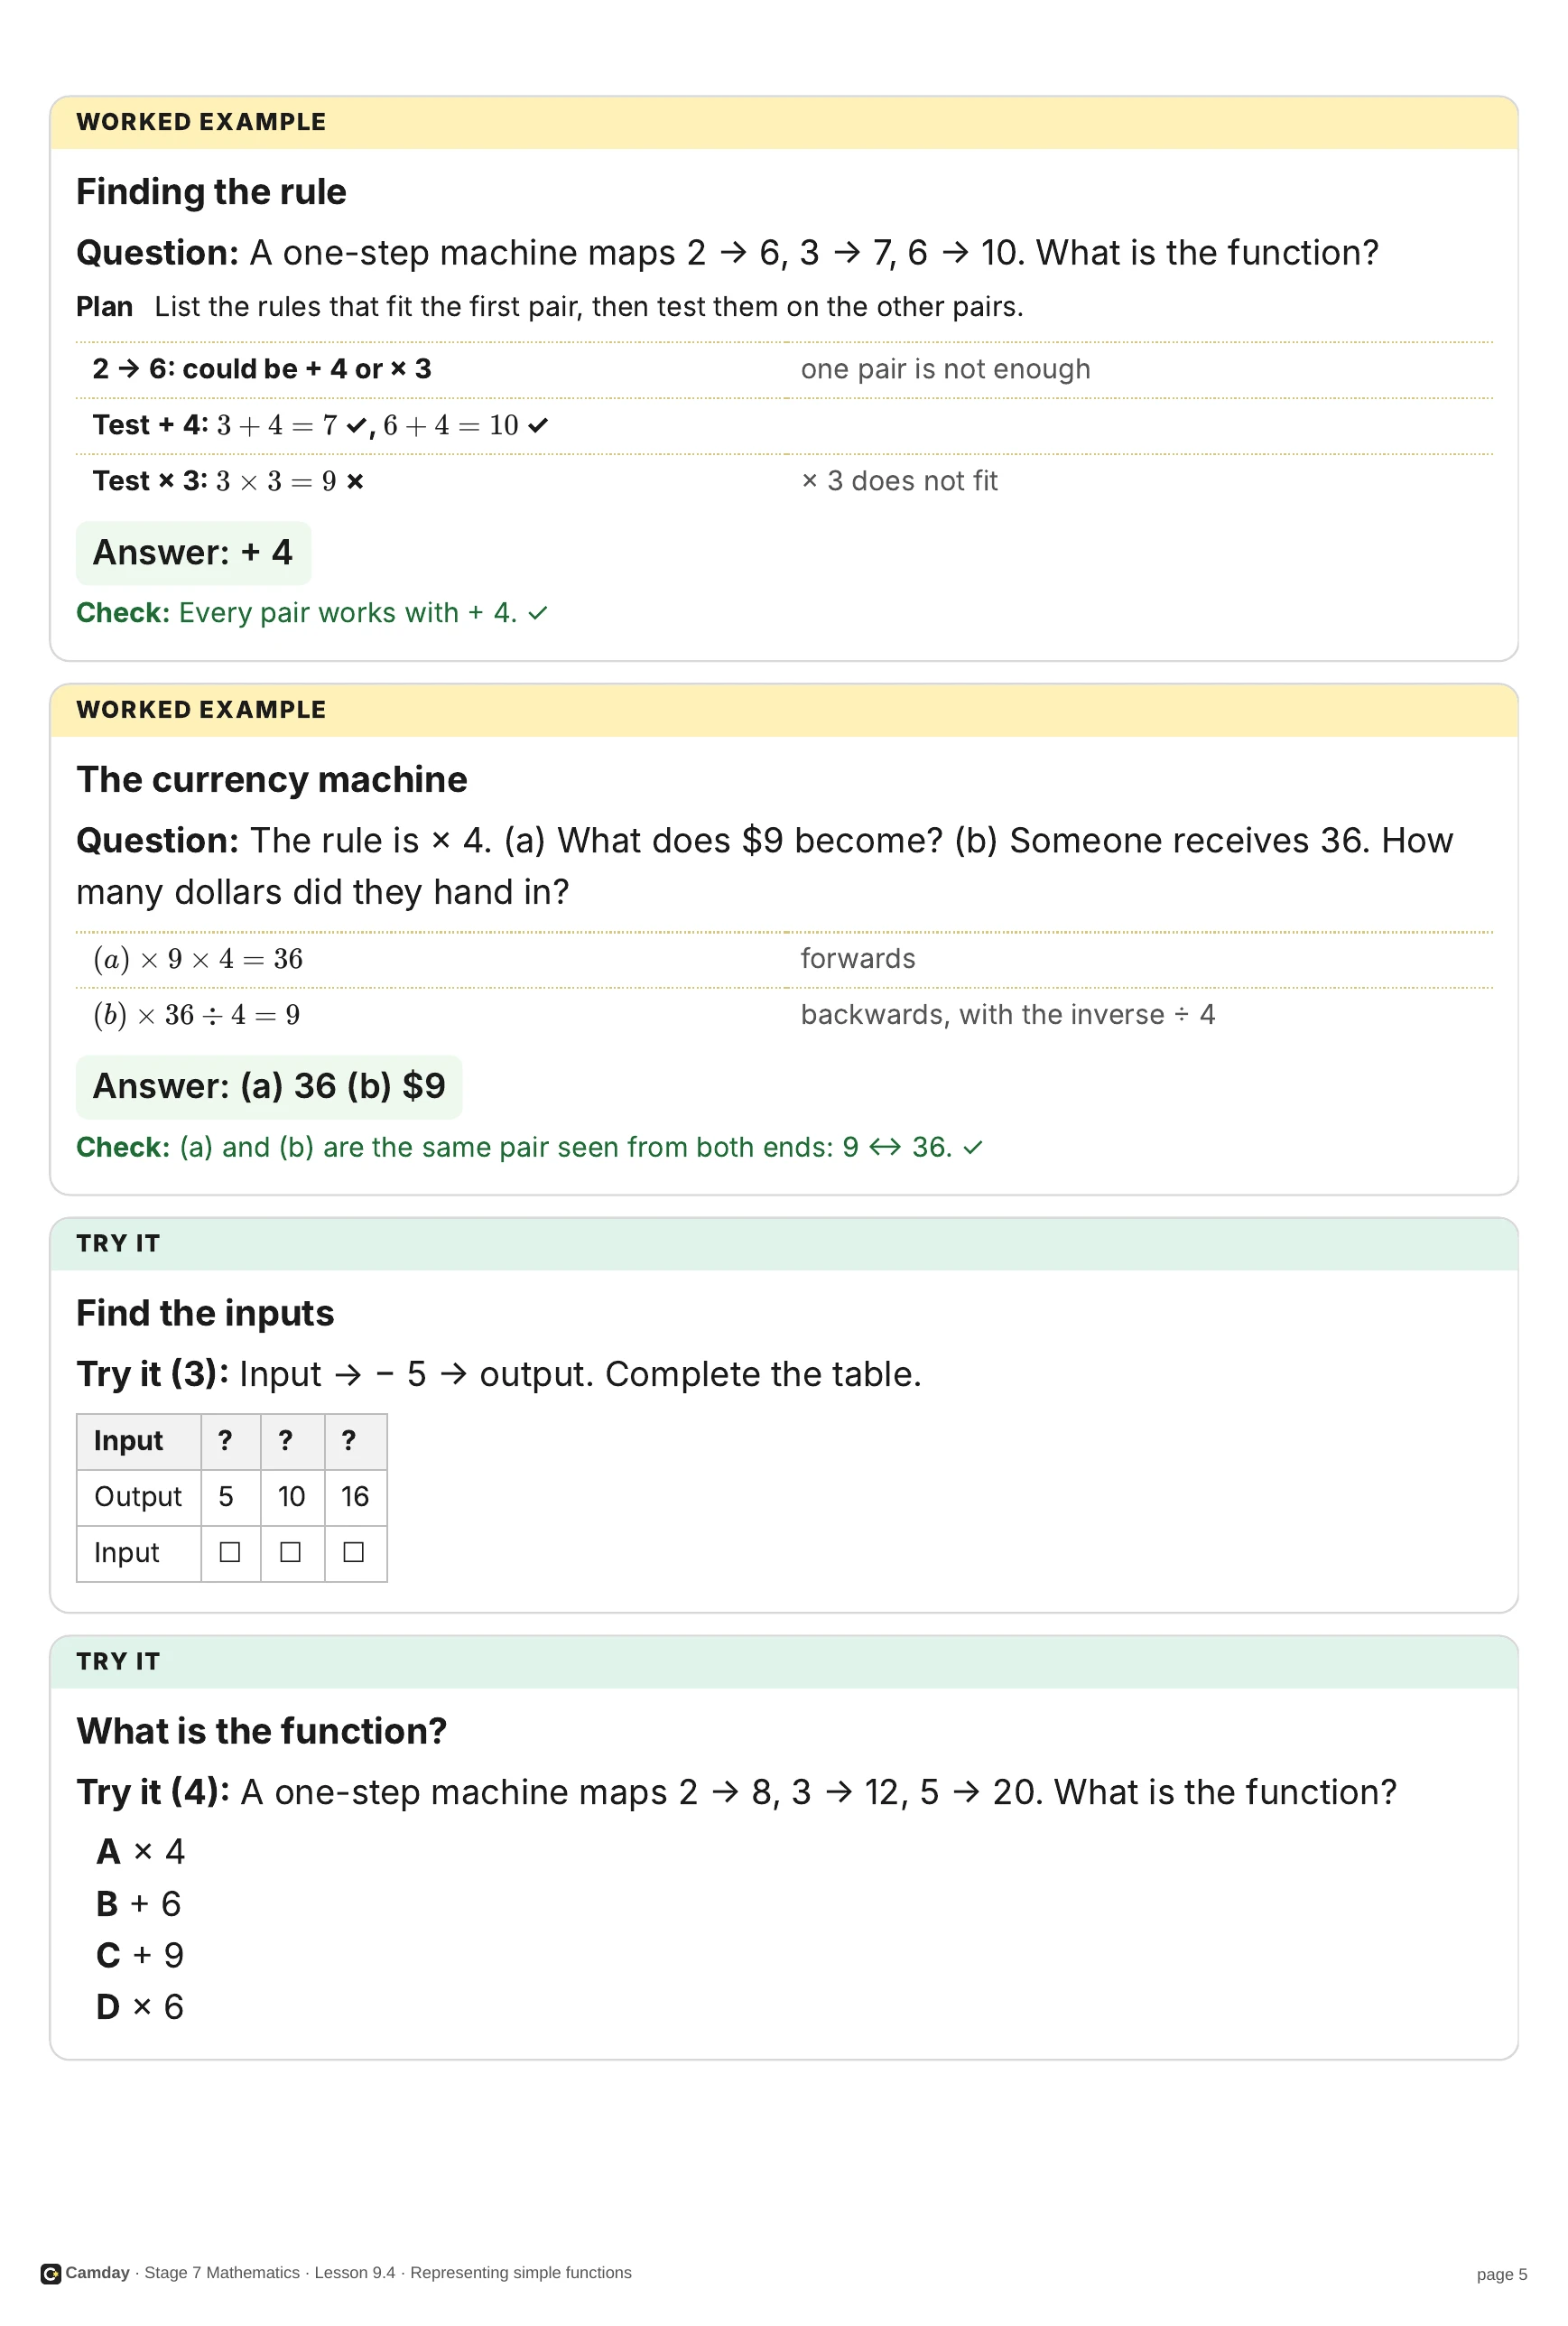 WORKED EXAMPLE
Finding the rule
Question: A one-step machine maps 2 → 6, 3 → 7, 6 → 10. What is the function?
Plan List the rules that fit the first pair, then test them on the other pairs.
2 → 6: could be + 4 or × 3 one pair is not enough
Test + 4: 3 + 4 = 7 ✓, 6 + 4 = 10 ✓
Test × 3: 3 × 3 = 9 × × 3 does not fit
Answer: + 4
Check: Every pair works with + 4. ✓
WORKED EXAMPLE
The currency machine
Question: The rule is × 4. (a) What does $9 become? (b) Someone receives 36. How
many dollars did they hand in?
(a) × 9 × 4 = 36 forwards
(b) × 36 ÷ 4 = 9 backwards, with the inverse ÷ 4
Answer: (a) 36 (b) $9
Check: (a) and (b) are the same pair seen from both ends: 9 ↔ 36. ✓
TRY IT
Find the inputs
Try it (3): Input → − 5 → output. Complete the table.
Input ? ? ?
Output 5 10 16
Input □ □ □
TRY IT
What is the function?
Try it (4): A one-step machine maps 2 → 8, 3 → 12, 5 → 20. What is the function?
A × 4
B + 6
C + 9
D × 6
Camday · Stage 7 Mathematics · Lesson 9.4 · Representing simple functions page 5